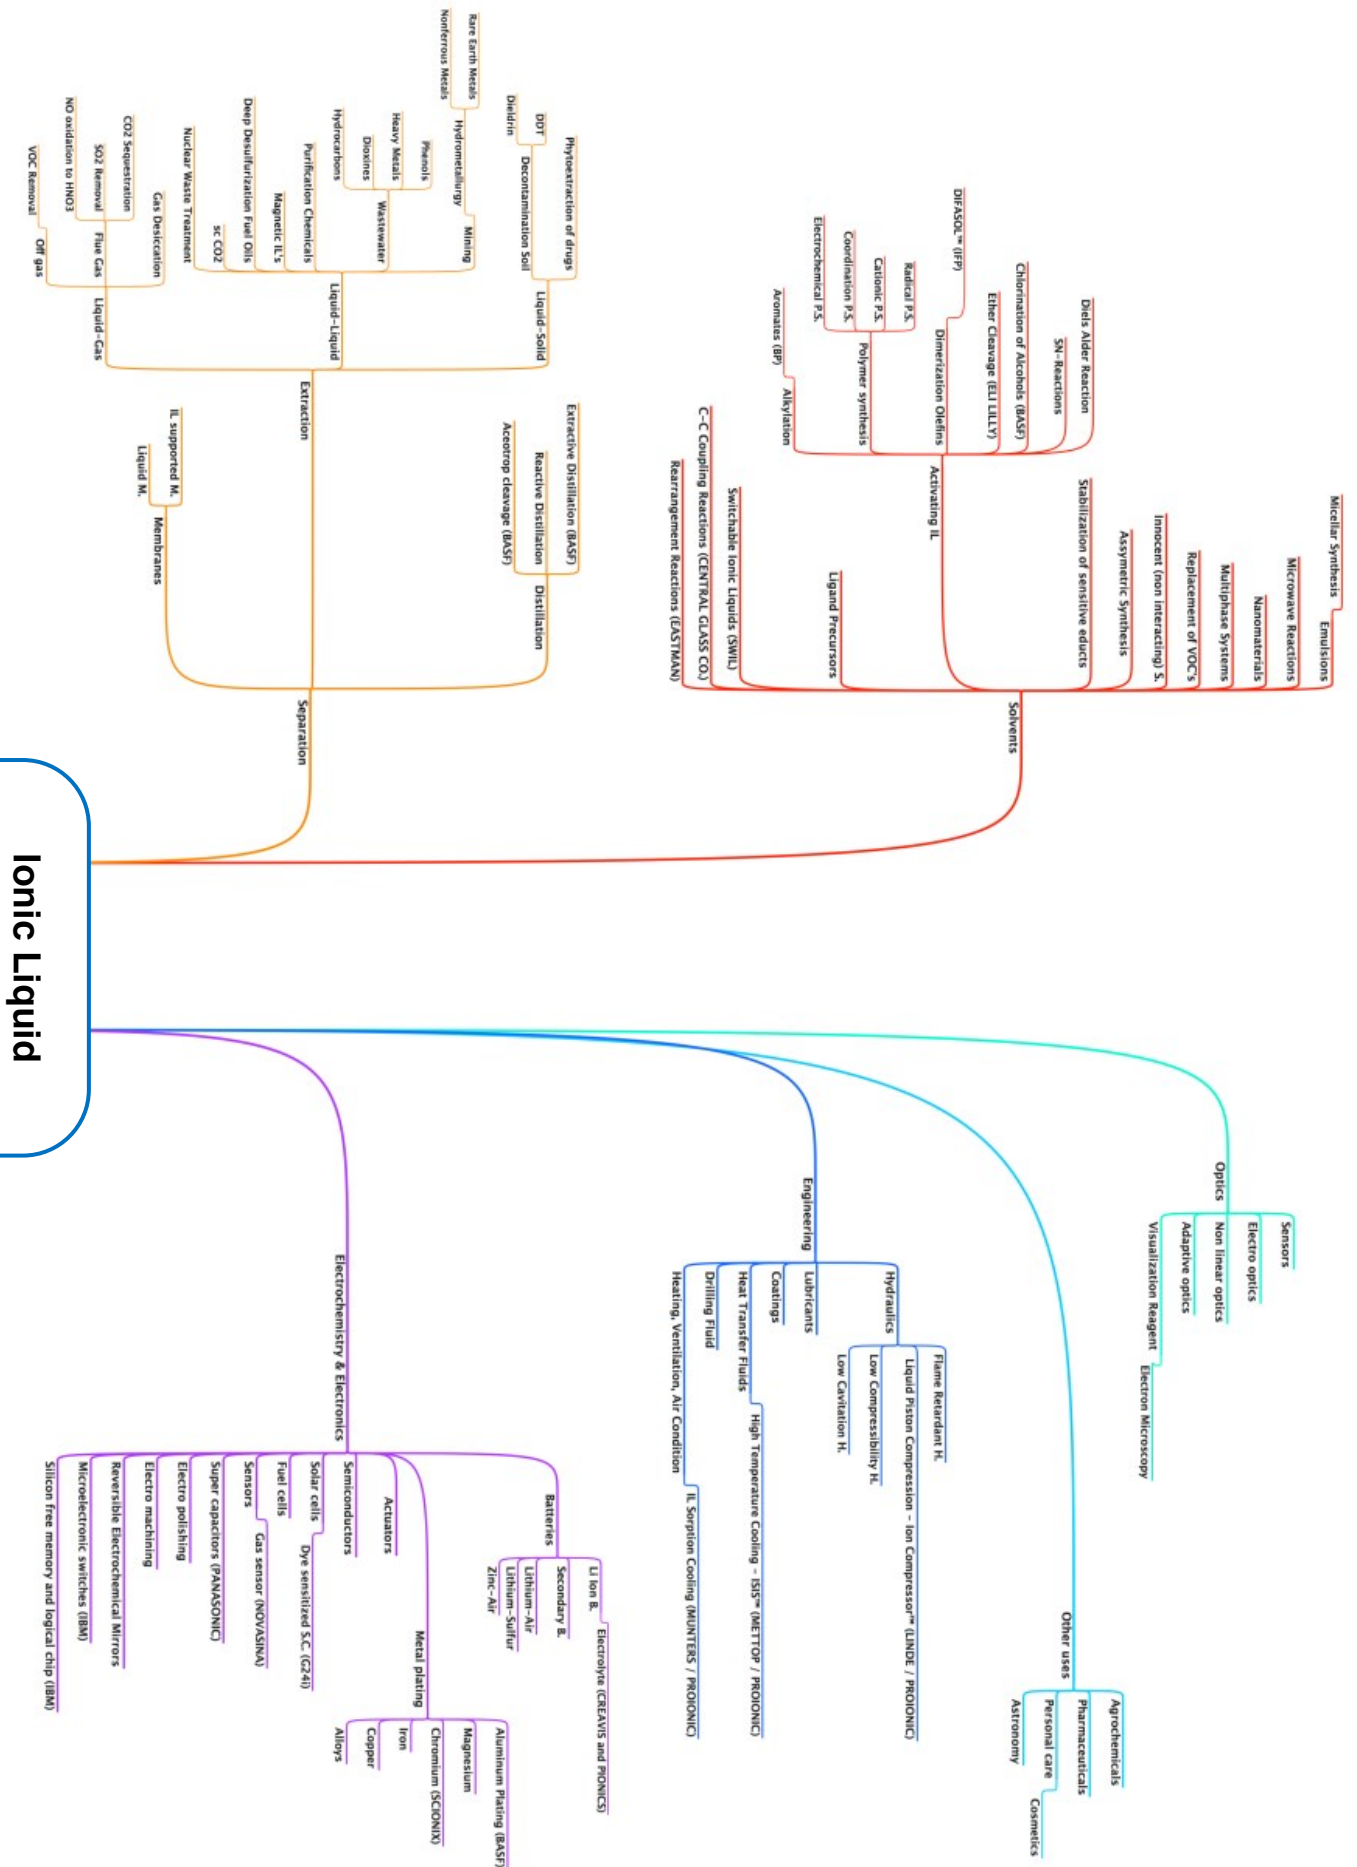 Micellar Synthesis
Emulsions
Microwave Reactions
Nanomaterials
Multiphase Systems
Replacement of VOC's
Innocent (non interacting) S.
Assymetric Synthesis
Stabilization of sensitive educts
Diels Alder Reaction
SN-Reactions
Chlorination of Alcohols (BASF)
Ether Cleavage (ELI LILLY)
DIFASOL™ (IFP)
Dimerization Olefins
Radical P.S.
Cationic P.S.
Coordination P.S.
Electrochemical P.S.
Polymer synthesis
Aromates (BP)
Alkylation
Activating IL
Ligand Precursors
Switchable Ionic Liquids (SWIL)
C-C Coupling Reactions (CENTRAL GLASS CO.)
Rearrangement Reactions (EASTMAN)
Solvents
Extractive Distillation (BASF)
Reactive Distillation
Aceotrop cleavage (BASF)
Distillation
Phytoextraction of drugs
DDT
Dieldrin
Decontamination Soil
Liquid-Solid
Rare Earth Metals
Nonferrous Metals
Hydrometallurgy
Mining
Phenols
Heavy Metals
Dioxines
Hydrocarbons
Wastewater
Purification Chemicals
Magnetic IL's
Deep Desulfurization Fuel Oils
sc CO2
Nuclear Waste Treatment
Liquid-Liquid
Gas Desiccation
CO2 Sequestration
SO2 Removal
NO oxidation to HNO3
Flue Gas
VOC Removal
Off gas
Liquid-Gas
Extraction
IL supported M.
Liquid M.
Membranes
Separation
Ionic Liquid
Optics
Sensors
Electro optics
Non linear optics
Adaptive optics
Visualization Reagent
Electron Microscopy
Other uses
Agrochemicals
Pharmaceuticals
Personal care
Cosmetics
Astronomy
Engineering
Hydraulics
Flame Retardant H.
Liquid Piston Compression - Ion Compressor™ (LINDE / PROIONIC)
Low Compressibility H.
Low Cavitation H.
Lubricants
Coatings
Heat Transfer Fluids
High Temperature Cooling - ISIS™ (METTOP / PROIONIC)
Drilling Fluid
Heating, Ventilation, Air Condition
IL Sorption Cooling (MUNTERS / PROIONIC)
Electrochemistry & Electronics
Batteries
Li Ion B.
Electrolyte (CREAVIS and PIONICS)
Secondary B.
Lithium-Air
Lithium-Sulfur
Zinc-Air
Metal plating
Aluminum Plating (BASF)
Magnesium
Chromium (SCIONIX)
Iron
Copper
Alloys
Actuators
Semiconductors
Solar cells
Dye sensitized S.C. (G24i)
Fuel cells
Sensors
Gas sensor (NOVASINA)
Super capacitors (PANASONIC)
Electro polishing
Electro machining
Reversible Electrochemical Mirrors
Microelectronic switches (IBM)
Silicon free memory and logical chip (IBM)